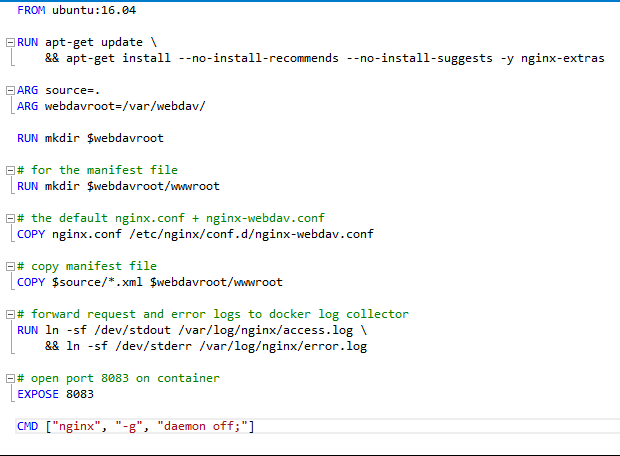 FROM ubuntu:16.04
RUN apt-get update \
&& apt-get install --no-install-recommends --no-install-suggests -y nginx-extras
ARG source=.
ARG webdavroot=/var/webdav/
RUN mkdir $webdavroot
# for the manifest file
RUN mkdir $webdavroot/wwwroot
# the default nginx.conf + nginx-webdav.conf
COPY nginx.conf /etc/nginx/conf.d/nginx-webdav.conf
# copy manifest file
COPY $source/*.xml $webdavroot/wwwroot
# forward request and error logs to docker log collector
RUN ln -sf /dev/stdout /var/log/nginx/access.log \
&& ln -sf /dev/stderr /var/log/nginx/error.log
# open port 8083 on container
EXPOSE 8083
CMD ["nginx", "-g", "daemon off;"]